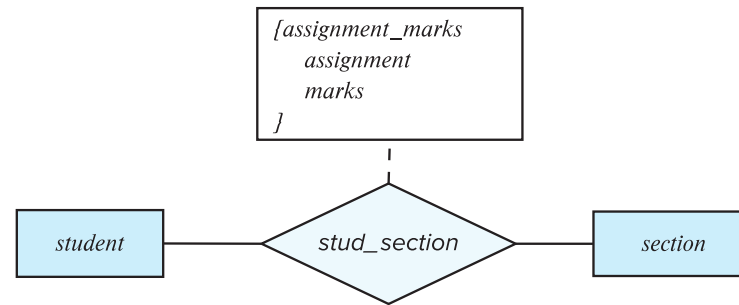 [assignment_marks
assignment
marks
]
student
stud_section
section